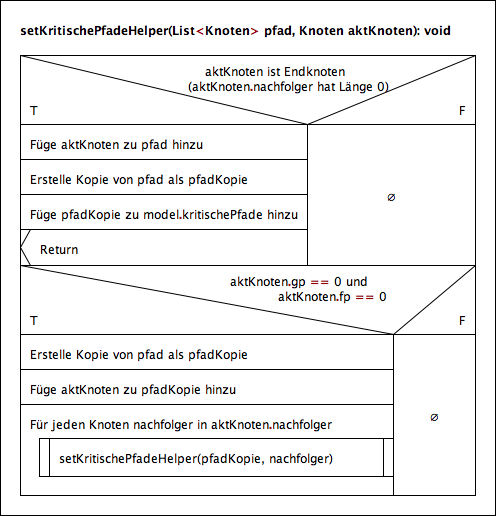 setKritischePfadeHelper(List<Knoten> pfad, Knoten aktKnoten): void
aktKnoten ist Endknoten
(aktKnoten.nachfolger hat Länge 0)
T F
Füge aktKnoten zu pfad hinzu
Erstelle Kopie von pfad als pfadKopie
Füge pfadKopie zu model.kritischePfade hinzu
∅
Return
aktKnoten.gp == 0 und
aktKnoten.fp == 0
T F
Erstelle Kopie von pfad als pfadKopie
Füge aktKnoten zu pfadKopie hinzu
Für jeden Knoten nachfolger in aktKnoten.nachfolger
∅
setKritischePfadeHelper(pfadKopie, nachfolger)